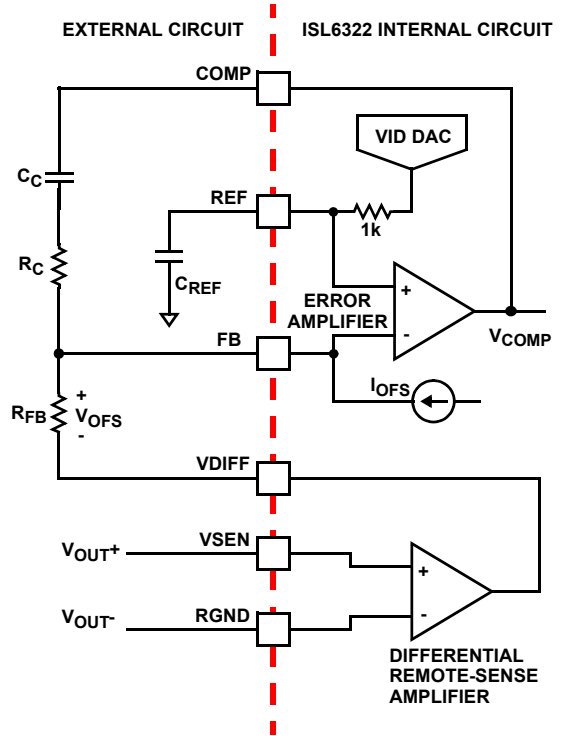 EXTERNAL CIRCUIT
ISL6322 INTERNAL CIRCUIT
COMP
VID DAC
CC
REF
1k
RC
CREF
+
ERROR
AMPLIFIER
-
FB
VCOMP
IOFS
RFB
+
VOFS
-
VDIFF
VSEN
VOUT+
+
RGND
VOUT-
-
DIFFERENTIAL
REMOTE-SENSE
AMPLIFIER